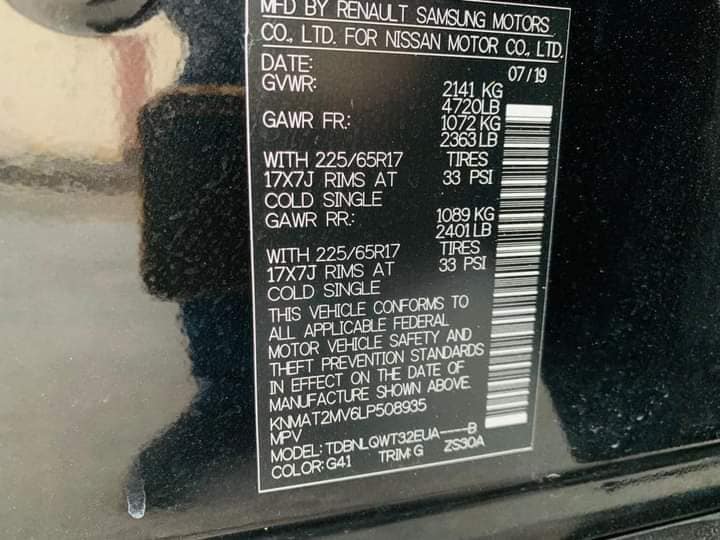 MFD BY RENAULT SAMSUNG MOTORS
CO., LTD. FOR NISSAN MOTOR CO., LTD.
DATE: 07/19
GVWR: 2141 KG
4720LB
GAWR FR.: 1072 KG
2363 LB
WITH 225/65R17 TIRES
17X7J RIMS AT 33 PSI
COLD SINGLE
GAWR RR.: 1089 KG
2401 LB
WITH 225/65R17 TIRES
17X7J RIMS AT 33 PSI
COLD SINGLE
THIS VEHICLE CONFORMS TO
ALL APPLICABLE FEDERAL
MOTOR VEHICLE SAFETY AND
THEFT PREVENTION STANDARDS
IN EFFECT ON THE DATE OF
MANUFACTURE SHOWN ABOVE.
KNMAT2MV6LP508935
MPV
MODEL: TDBNLQWT32EUA----B
COLOR: G41 TRIM: G ZS30A